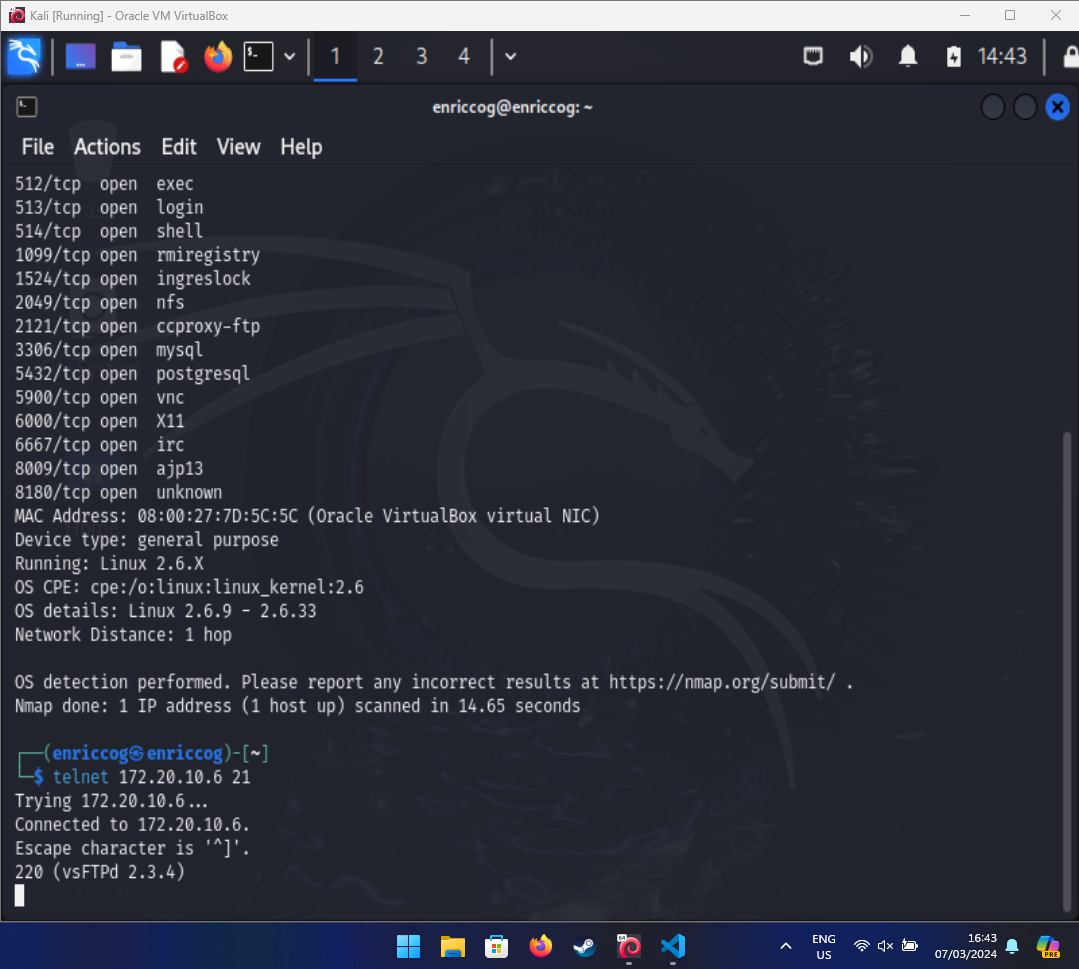 Kali [Running] - Oracle VM VirtualBox
1 2 3 4 14:43
enriccog@enriccog: ~
File Actions Edit View Help
512/tcp open exec
513/tcp open login
514/tcp open shell
1099/tcp open rmiregistry
1524/tcp open ingreslock
2049/tcp open nfs
2121/tcp open ccproxy-ftp
3306/tcp open mysql
5432/tcp open postgresql
5900/tcp open vnc
6000/tcp open X11
6667/tcp open irc
8009/tcp open ajp13
8180/tcp open unknown
MAC Address: 08:00:27:7D:5C:5C (Oracle VirtualBox virtual NIC)
Device type: general purpose
Running: Linux 2.6.X
OS CPE: cpe:/o:linux:linux_kernel:2.6
OS details: Linux 2.6.9 - 2.6.33
Network Distance: 1 hop
OS detection performed. Please report any incorrect results at https://nmap.org/submit/ .
Nmap done: 1 IP address (1 host up) scanned in 14.65 seconds
┌──(enriccog㉿enriccog)-[~]
└─$ telnet 172.20.10.6 21
Trying 172.20.10.6...
Connected to 172.20.10.6.
Escape character is '^]'.
220 (vsFTPd 2.3.4)
ENG 16:43
US 07/03/2024
PRE